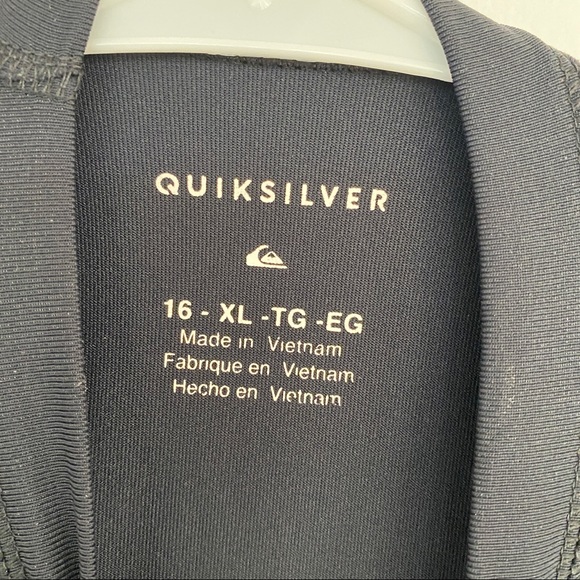 QUIKSILVER
16 - XL -TG -EG
Made in Vietnam
Fabrique en Vietnam
Hecho en Vietnam